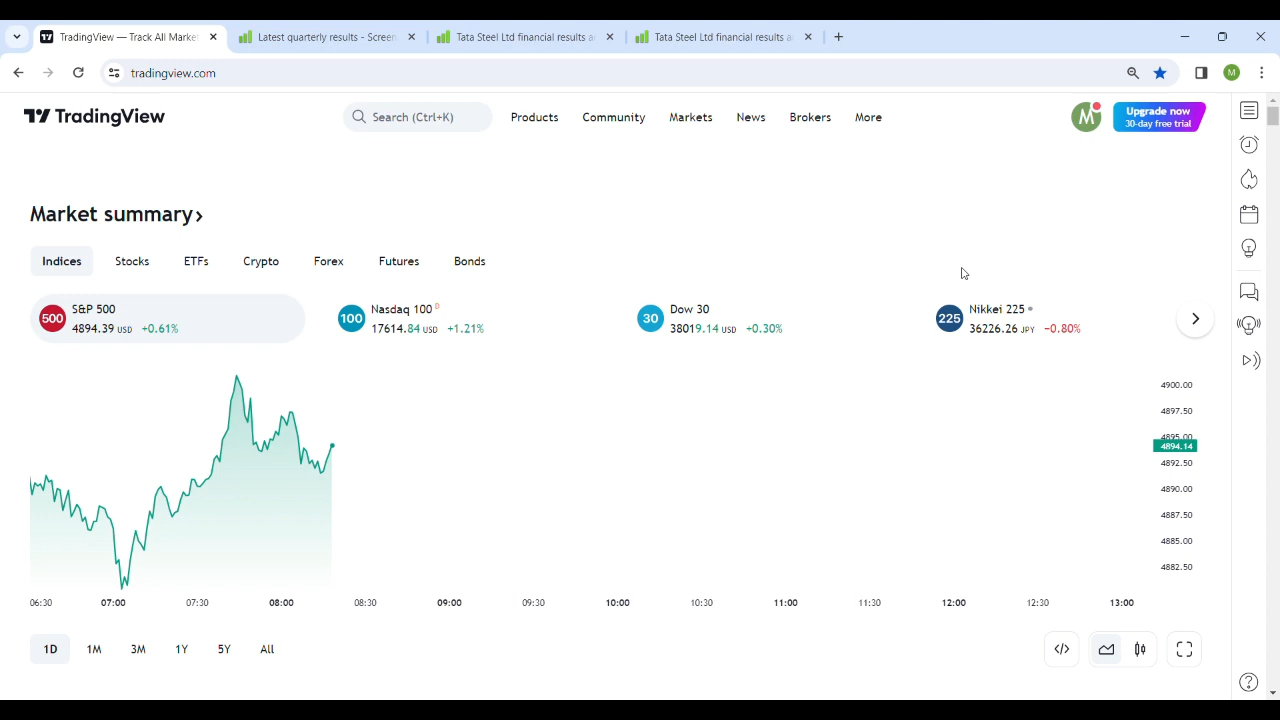 TradingView — Track All Marke
Latest quarterly results - Screen
Tata Steel Ltd financial results a
Tata Steel Ltd financial results a
tradingview.com
M
TradingView
Search (Ctrl+K)
Products
Community
Markets
News
Brokers
More
M
Upgrade now
30-day free trial
Market summary
Indices
Stocks
ETFs
Crypto
Forex
Futures
Bonds
500
S&P 500
4894.39 USD +0.61%
100
Nasdaq 100 D
17614.84 USD +1.21%
30
Dow 30
38019.14 USD +0.30%
225
Nikkei 225
36226.26 JPY −0.80%
4900.00
4897.50
4895.00
4894.14
4892.50
4890.00
4887.50
4885.00
4882.50
06:30
07:00
07:30
08:00
08:30
09:00
09:30
10:00
10:30
11:00
11:30
12:00
12:30
13:00
1D
1M
3M
1Y
5Y
All